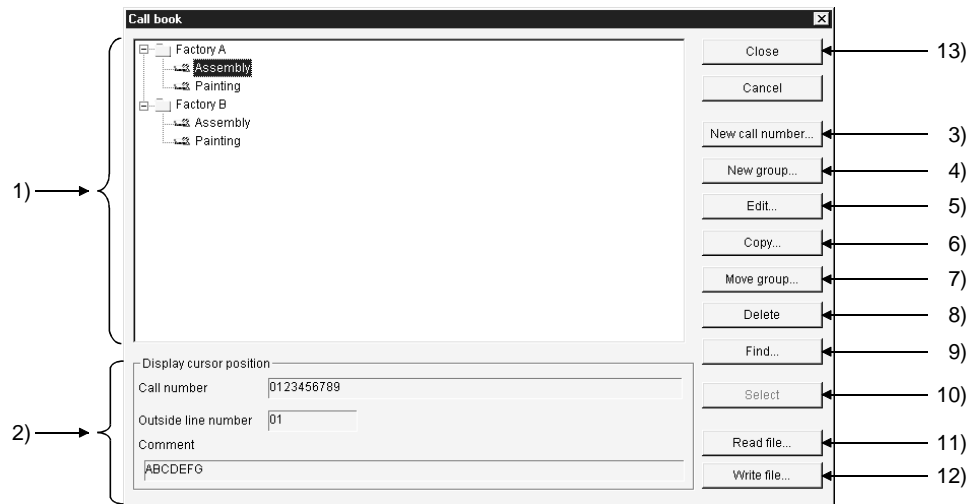 Call book
Factory A
Close
13)
Assembly
Painting
Cancel
Factory B
Assembly
New call number...
3)
Painting
New group...
4)
1)
Edit...
5)
Copy...
6)
Move group...
7)
Delete
8)
Find...
9)
Display cursor position
Call number
0123456789
Select
10)
Outside line number
01
2)
Comment
Read file...
11)
ABCDEFG
Write file...
12)